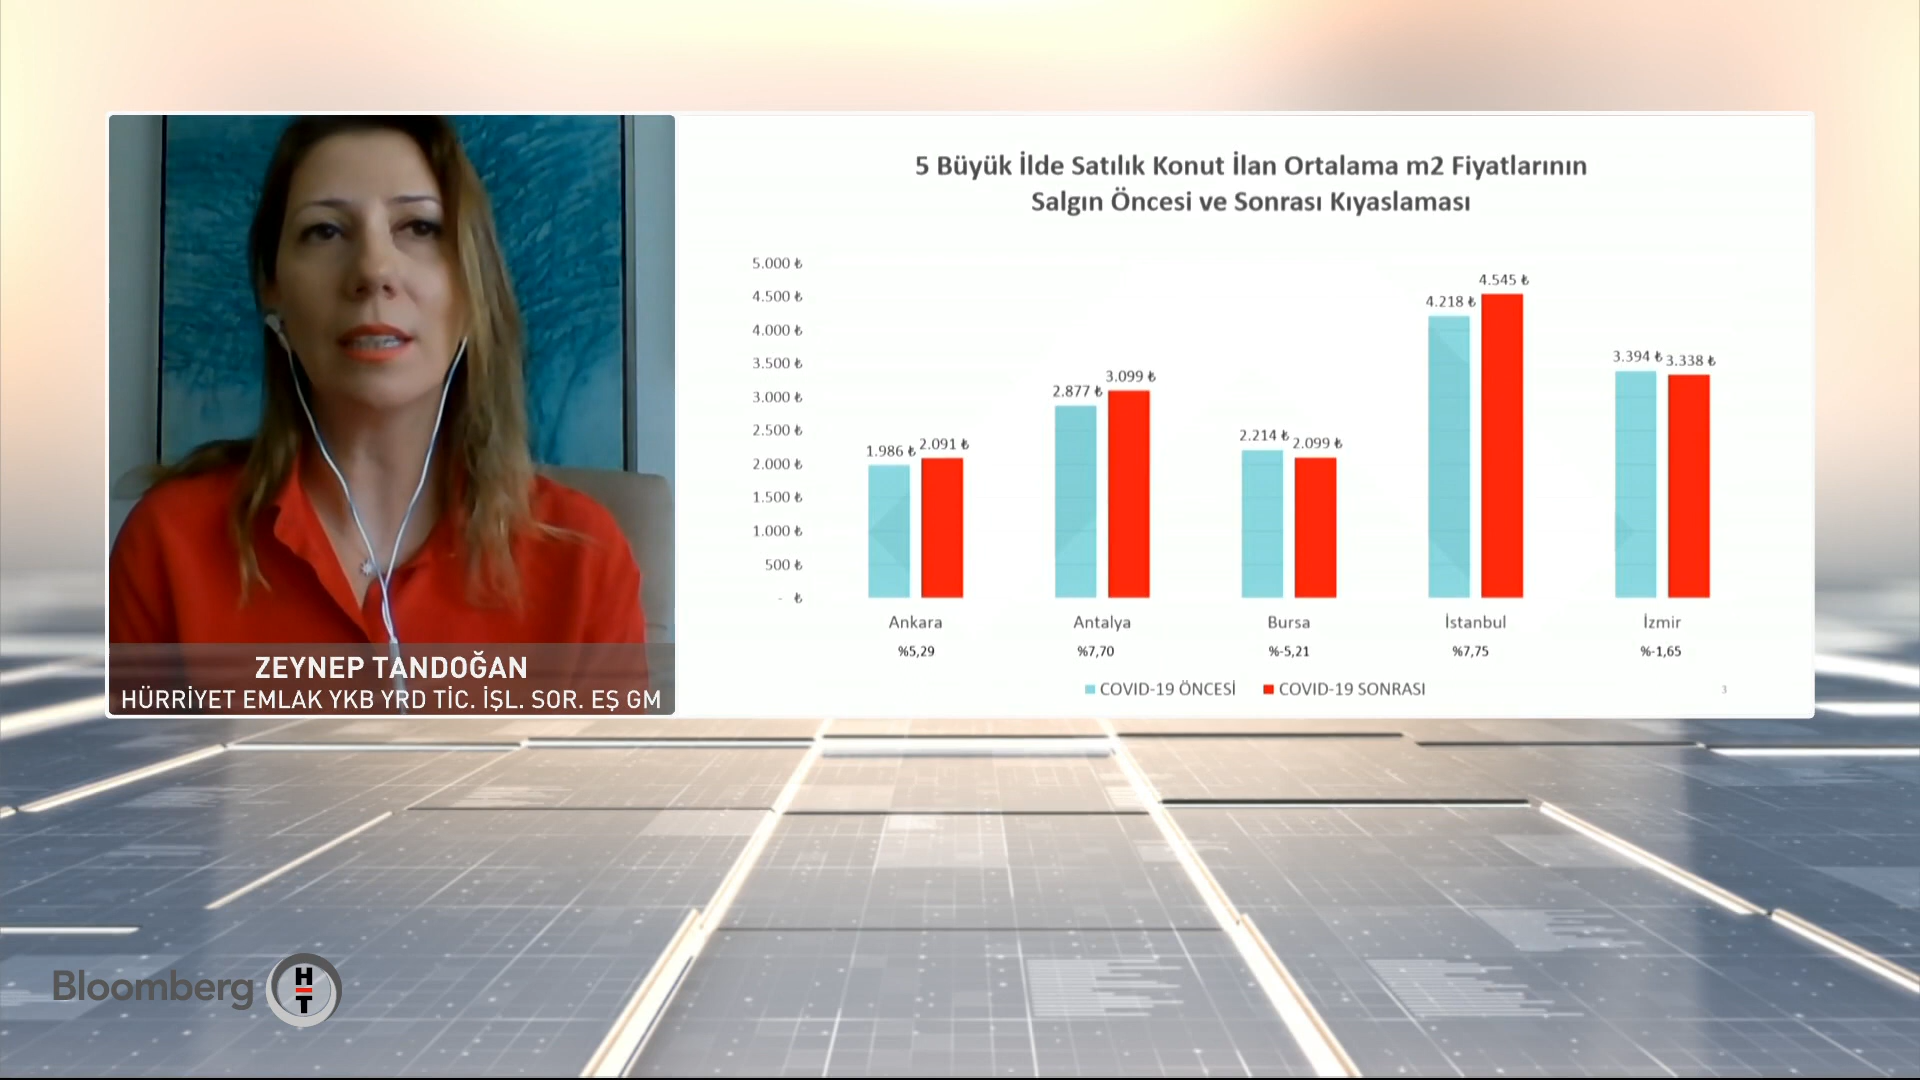 5 Büyük İlde Satılık Konut İlan Ortalama m2 Fiyatlarının
Salgın Öncesi ve Sonrası Kıyaslaması
5.000 ₺
4.500 ₺
4.000 ₺
3.500 ₺
3.000 ₺
2.500 ₺
2.000 ₺
1.500 ₺
1.000 ₺
500 ₺
- ₺
1.986 ₺ 2.091 ₺
2.877 ₺ 3.099 ₺
2.214 ₺ 2.099 ₺
4.218 ₺ 4.545 ₺
3.394 ₺ 3.338 ₺
Ankara Antalya Bursa İstanbul İzmir
%5,29 %7,70 %-5,21 %7,75 %-1,65
COVID-19 ÖNCESİ COVID-19 SONRASI
3
ZEYNEP TANDOĞAN
HÜRRİYET EMLAK YKB YRD TİC. İŞL. SOR. EŞ GM
Bloomberg HT